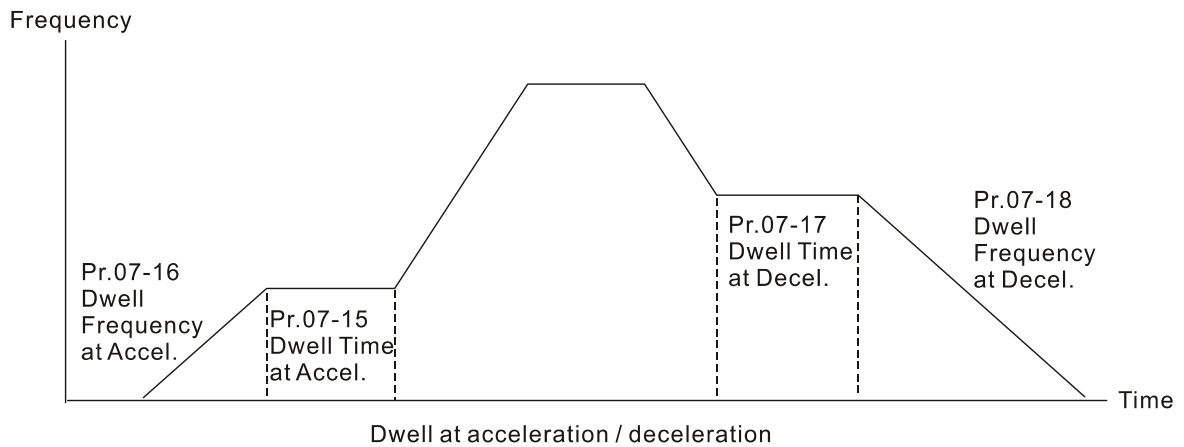 Frequency
Pr.07-16
Dwell
Frequency
at Accel.
Pr.07-15
Dwell Time
at Accel.
Pr.07-17
Dwell Time
at Decel.
Pr.07-18
Dwell
Frequency
at Decel.
Time
Dwell at acceleration / deceleration